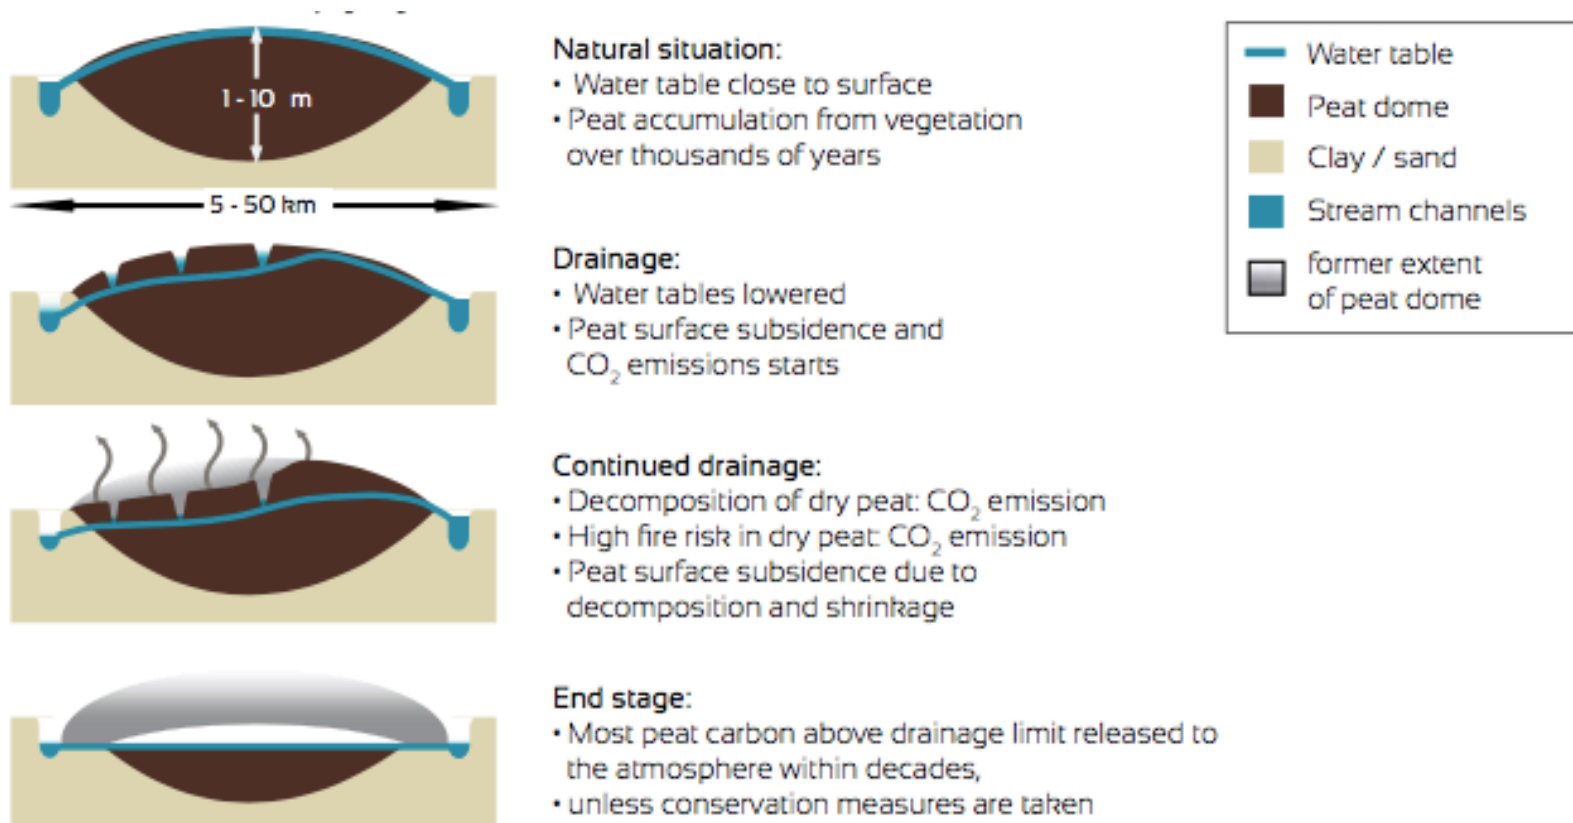 1 - 10 m
5 - 50 km
Natural situation:
• Water table close to surface
• Peat accumulation from vegetation
over thousands of years
Drainage:
• Water tables lowered
• Peat surface subsidence and
CO₂ emissions starts
Continued drainage:
• Decomposition of dry peat: CO₂ emission
• High fire risk in dry peat: CO₂ emission
• Peat surface subsidence due to
decomposition and shrinkage
End stage:
• Most peat carbon above drainage limit released to
the atmosphere within decades,
• unless conservation measures are taken
Water table
Peat dome
Clay / sand
Stream channels
former extent
of peat dome